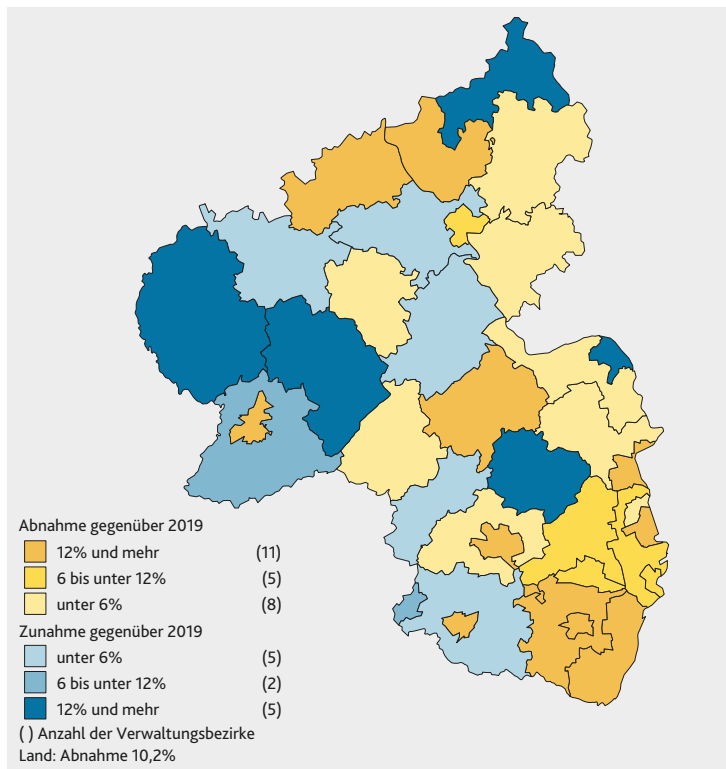 Abnahme gegenüber 2019
12% und mehr (11)
6 bis unter 12% (5)
unter 6% (8)
Zunahme gegenüber 2019
unter 6% (5)
6 bis unter 12% (2)
12% und mehr (5)
( ) Anzahl der Verwaltungsbezirke
Land: Abnahme 10,2%